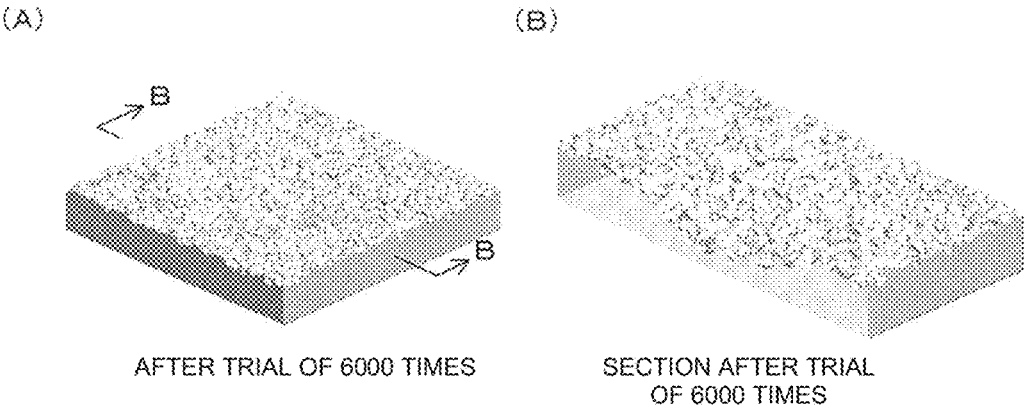 (A)
(B)
B
B
AFTER TRIAL OF 6000 TIMES
SECTION AFTER TRIAL
OF 6000 TIMES